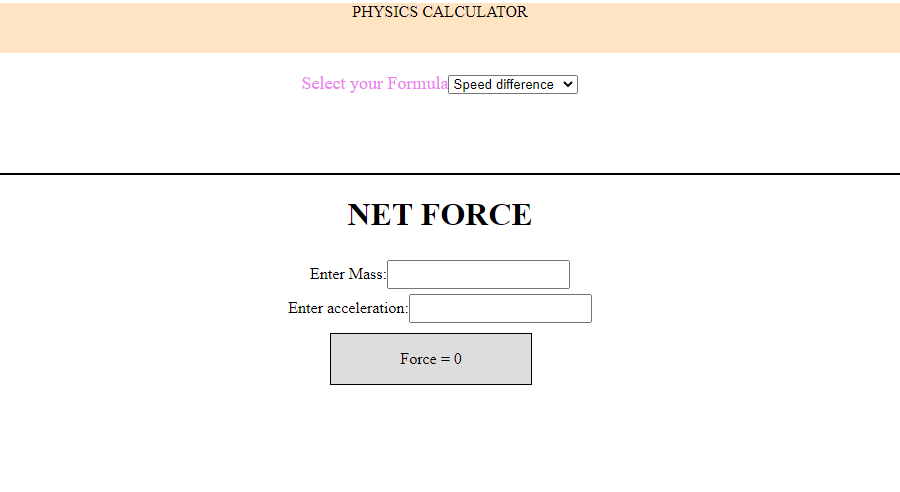 PHYSICS CALCULATOR
Select your Formula Speed difference
NET FORCE
Enter Mass:
Enter acceleration:
Force = 0